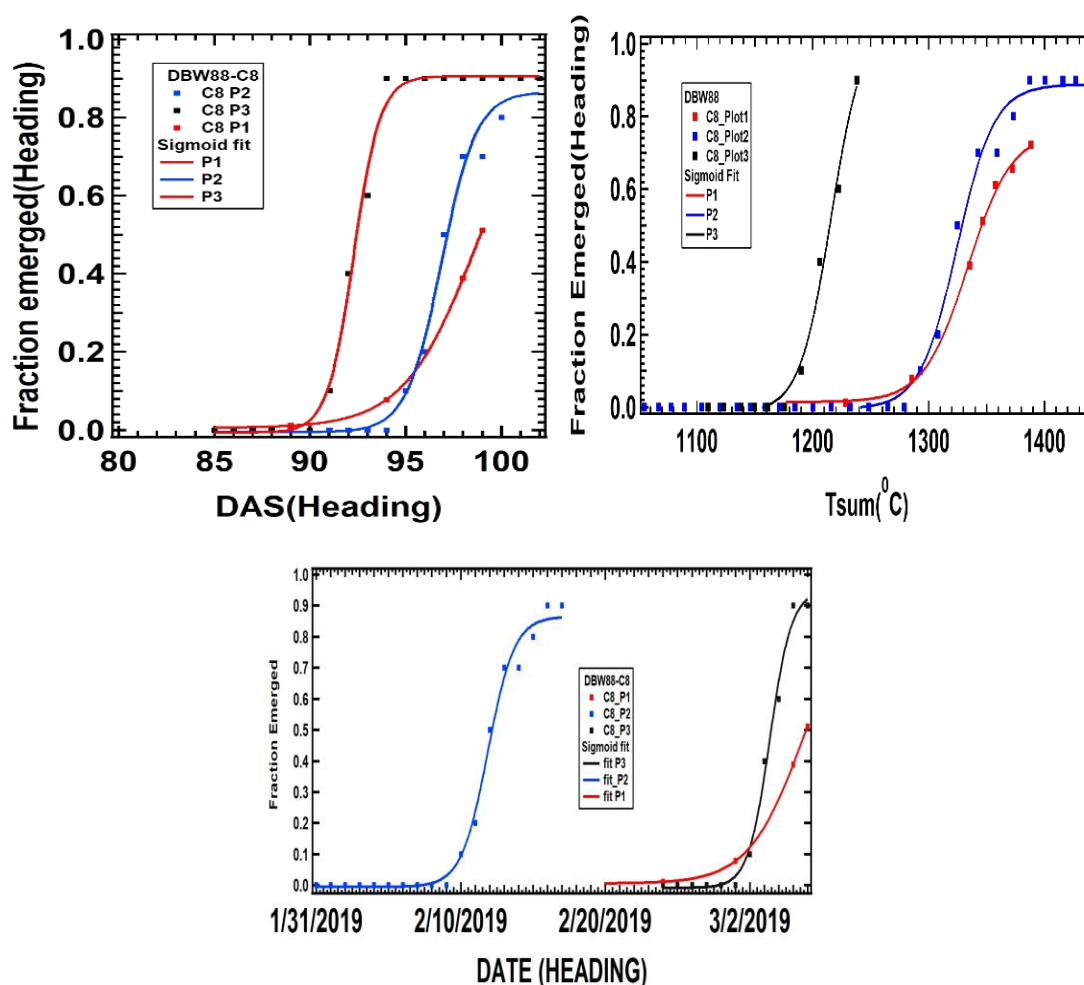 Fraction emerged(Heading)
1.0
0.8
0.6
0.4
0.2
0.0
80
85
90
95
100
DAS(Heading)
DBW88-C8
C8 P2
C8 P3
C8 P1
Sigmoid fit
P1
P2
P3
Fraction Emerged(Heading)
1.0
0.8
0.6
0.4
0.2
0.0
1100
1200
1300
1400
Tsum(⁰C)
DBW88
C8_Plot1
C8_Plot2
C8_Plot3
Sigmoid Fit
P1
P2
P3
Fraction Emerged
1.0
0.9
0.8
0.7
0.6
0.5
0.4
0.3
0.2
0.1
0.0
1/31/2019
2/10/2019
2/20/2019
3/2/2019
DATE (HEADING)
DBW88-C8
C8_P1
C8_P2
C8_P3
Sigmoid fit
fit P3
fit_P2
fit P1